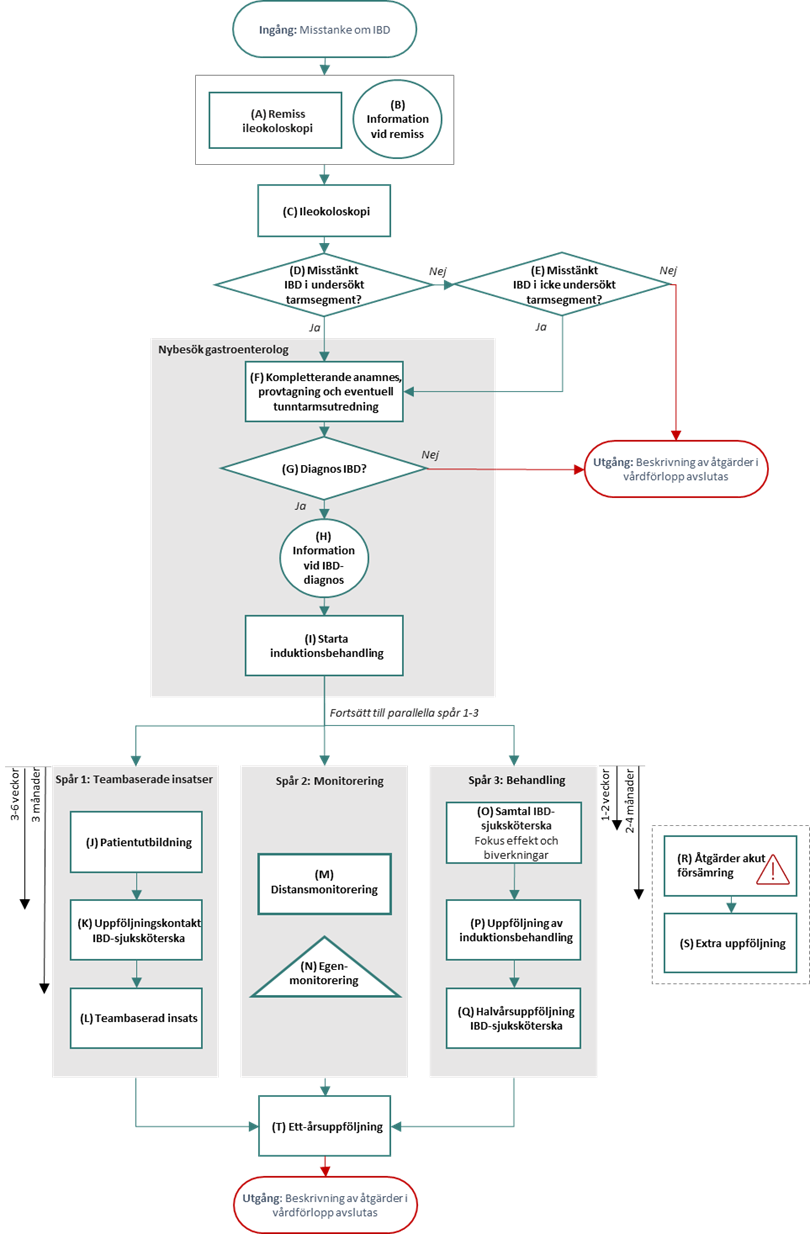 Ingång: Misstanke om IBD
(A) Remiss
ileokoloskopi
(B)
Information
vid remiss
(C) Ileokoloskopi
(D) Misstänkt
IBD i undersökt
tarmsegment?
Nej
(E) Misstänkt
IBD i icke undersökt
tarmsegment?
Nej
Ja
Ja
Nybesök gastroenterolog
(F) Kompletterande anamnes,
provtagning och eventuell
tunntarmsutredning
(G) Diagnos IBD?
Nej
Utgång: Beskrivning av åtgärder i
vårdförlopp avslutas
Ja
(H)
Information
vid IBD-
diagnos
(I) Starta
induktionsbehandling
Fortsätt till parallella spår 1-3
3-6 veckor
3 månader
Spår 1: Teambaserade insatser
(J) Patientutbildning
(K) Uppföljningskontakt
IBD-sjuksköterska
(L) Teambaserad insats
Spår 2: Monitorering
(M)
Distansmonitorering
(N) Egen-
monitorering
Spår 3: Behandling
(O) Samtal IBD-
sjuksköterska
Fokus effekt och
biverkningar
(P) Uppföljning av
induktionsbehandling
(Q) Halvårsuppföljning
IBD-sjuksköterska
1-2 veckor
2-4 månader
(R) Åtgärder akut
försämring
(S) Extra uppföljning
(T) Ett-årsuppföljning
Utgång: Beskrivning av åtgärder i
vårdförlopp avslutas